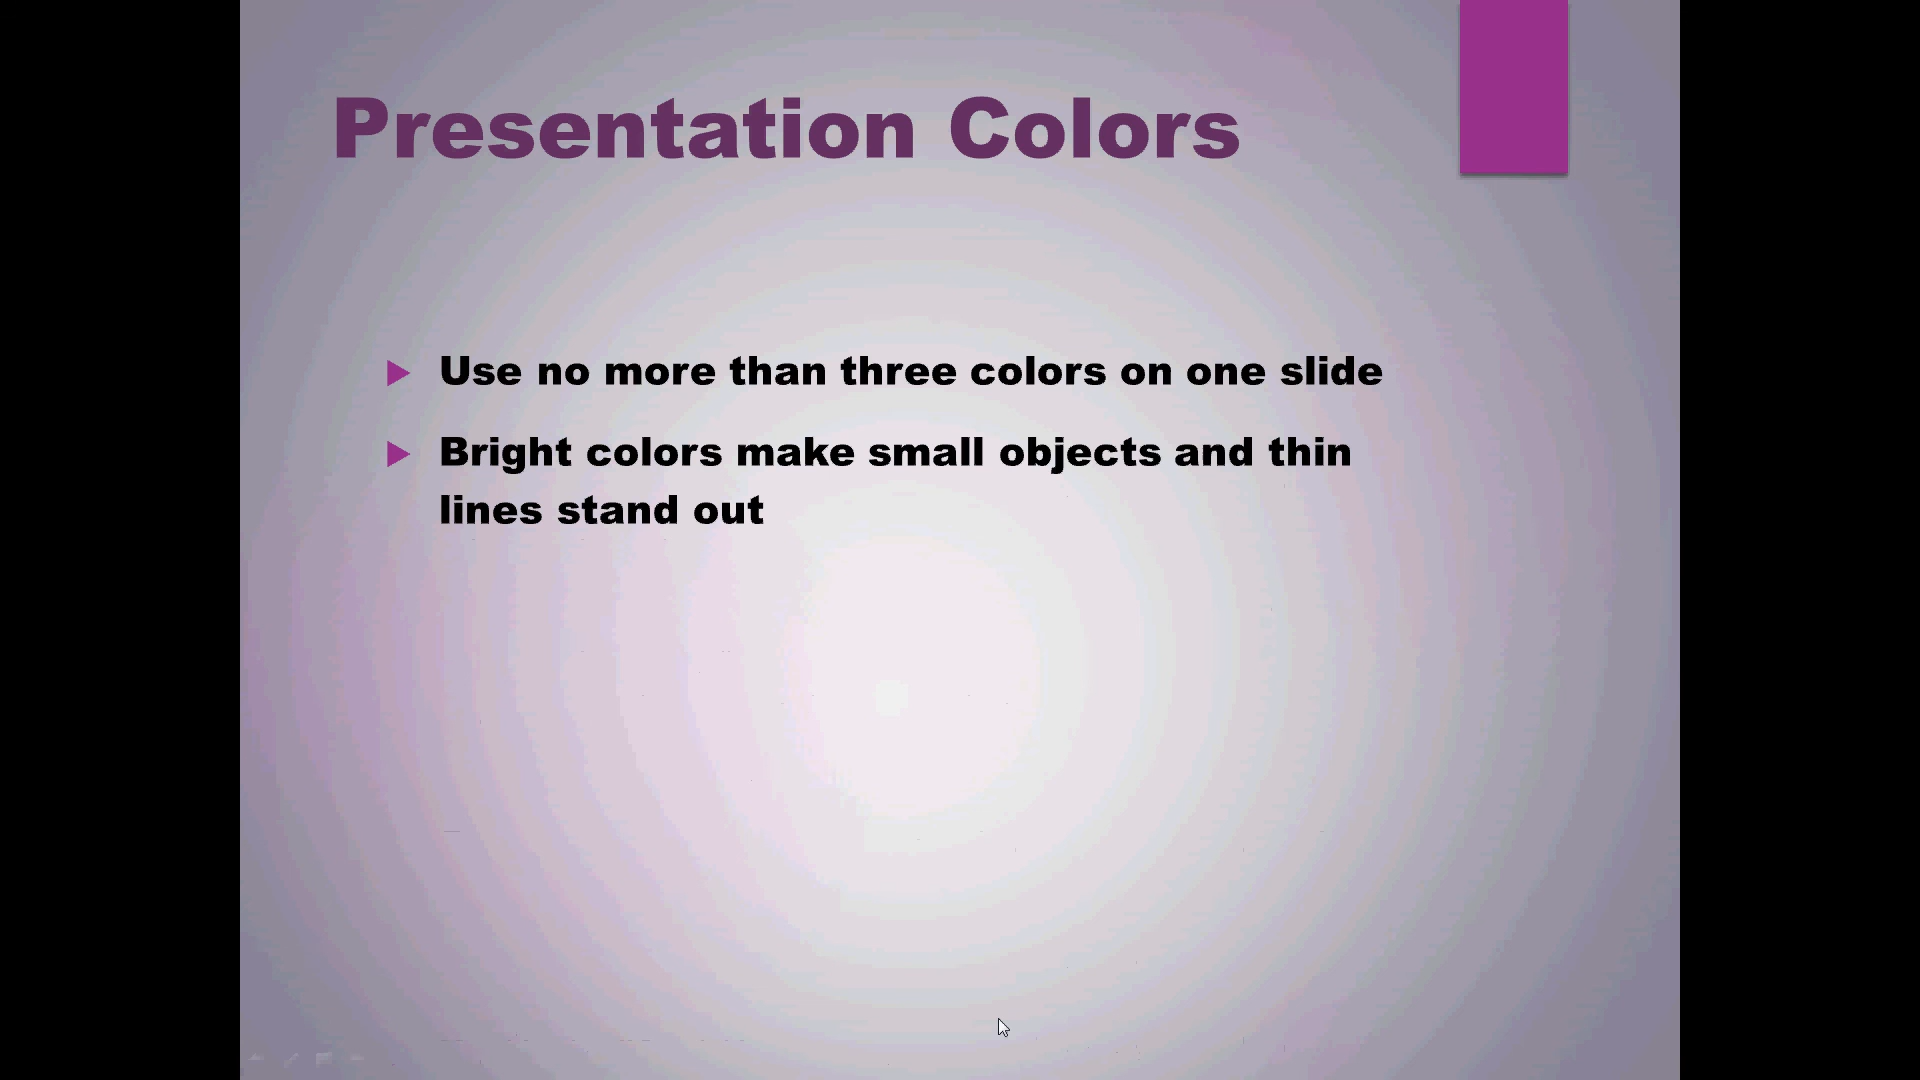 Presentation Colors
Use no more than three colors on one slide
Bright colors make small objects and thin
lines stand out